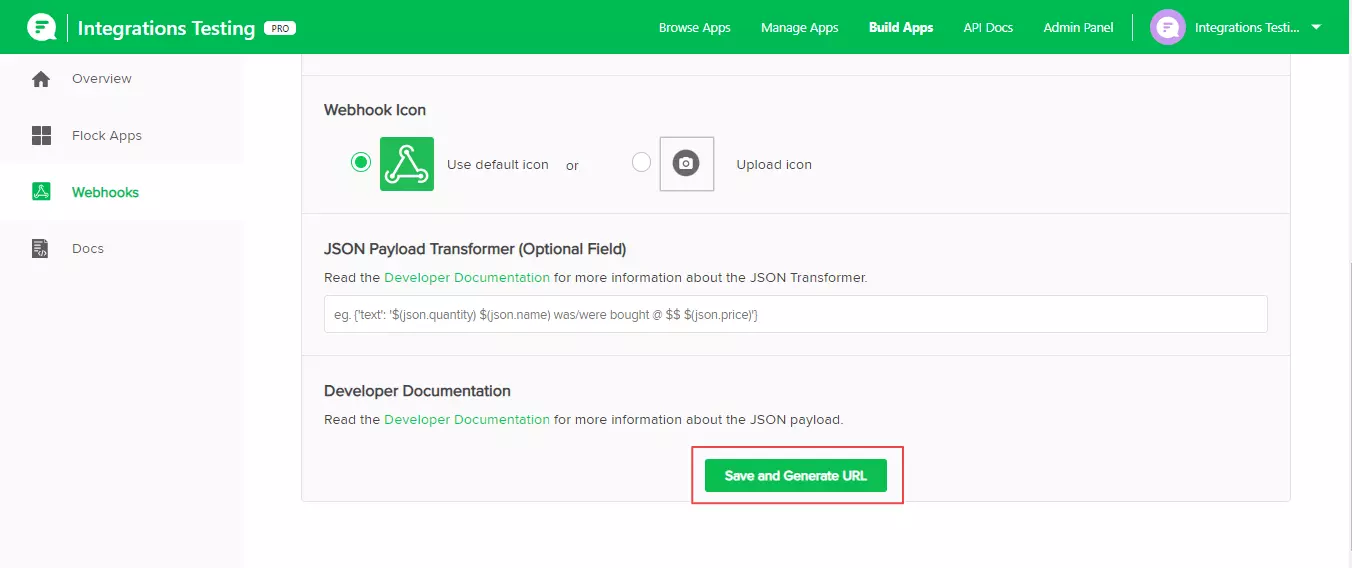 Integrations Testing PRO Browse Apps Manage Apps Build Apps API Docs Admin Panel Integrations Testi...
Overview
Flock Apps
Webhooks
Docs
Webhook Icon
Use default icon or Upload icon
JSON Payload Transformer (Optional Field)
Read the Developer Documentation for more information about the JSON Transformer.
eg. {'text': '$(json.quantity) $(json.name) was/were bought @ $$ $(json.price)'}
Developer Documentation
Read the Developer Documentation for more information about the JSON payload.
Save and Generate URL